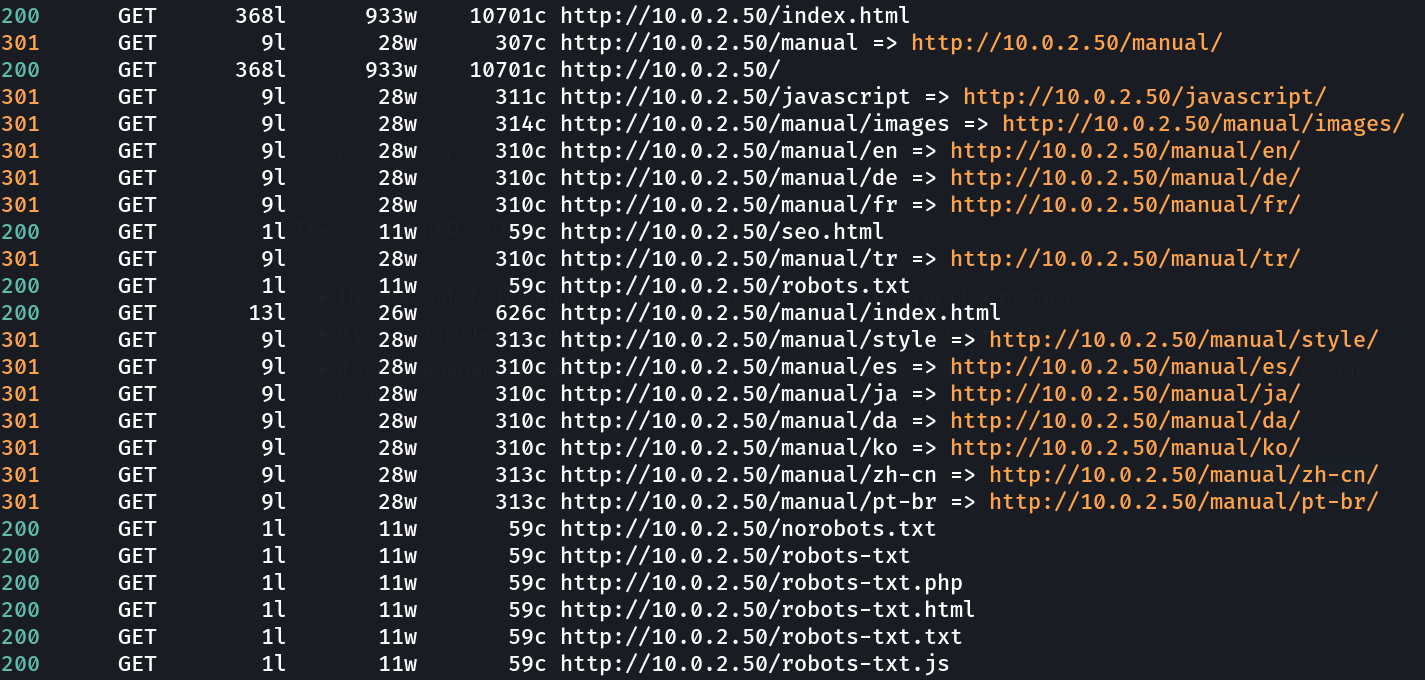 200 GET 368l 933w 10701c http://10.0.2.50/index.html
301 GET 9l 28w 307c http://10.0.2.50/manual => http://10.0.2.50/manual/
200 GET 368l 933w 10701c http://10.0.2.50/
301 GET 9l 28w 311c http://10.0.2.50/javascript => http://10.0.2.50/javascript/
301 GET 9l 28w 314c http://10.0.2.50/manual/images => http://10.0.2.50/manual/images/
301 GET 9l 28w 310c http://10.0.2.50/manual/en => http://10.0.2.50/manual/en/
301 GET 9l 28w 310c http://10.0.2.50/manual/de => http://10.0.2.50/manual/de/
301 GET 9l 28w 310c http://10.0.2.50/manual/fr => http://10.0.2.50/manual/fr/
200 GET 1l 11w 59c http://10.0.2.50/seo.html
301 GET 9l 28w 310c http://10.0.2.50/manual/tr => http://10.0.2.50/manual/tr/
200 GET 1l 11w 59c http://10.0.2.50/robots.txt
200 GET 13l 26w 626c http://10.0.2.50/manual/index.html
301 GET 9l 28w 313c http://10.0.2.50/manual/style => http://10.0.2.50/manual/style/
301 GET 9l 28w 310c http://10.0.2.50/manual/es => http://10.0.2.50/manual/es/
301 GET 9l 28w 310c http://10.0.2.50/manual/ja => http://10.0.2.50/manual/ja/
301 GET 9l 28w 310c http://10.0.2.50/manual/da => http://10.0.2.50/manual/da/
301 GET 9l 28w 310c http://10.0.2.50/manual/ko => http://10.0.2.50/manual/ko/
301 GET 9l 28w 313c http://10.0.2.50/manual/zh-cn => http://10.0.2.50/manual/zh-cn/
301 GET 9l 28w 313c http://10.0.2.50/manual/pt-br => http://10.0.2.50/manual/pt-br/
200 GET 1l 11w 59c http://10.0.2.50/norobots.txt
200 GET 1l 11w 59c http://10.0.2.50/robots-txt
200 GET 1l 11w 59c http://10.0.2.50/robots-txt.php
200 GET 1l 11w 59c http://10.0.2.50/robots-txt.html
200 GET 1l 11w 59c http://10.0.2.50/robots-txt.txt
200 GET 1l 11w 59c http://10.0.2.50/robots-txt.js